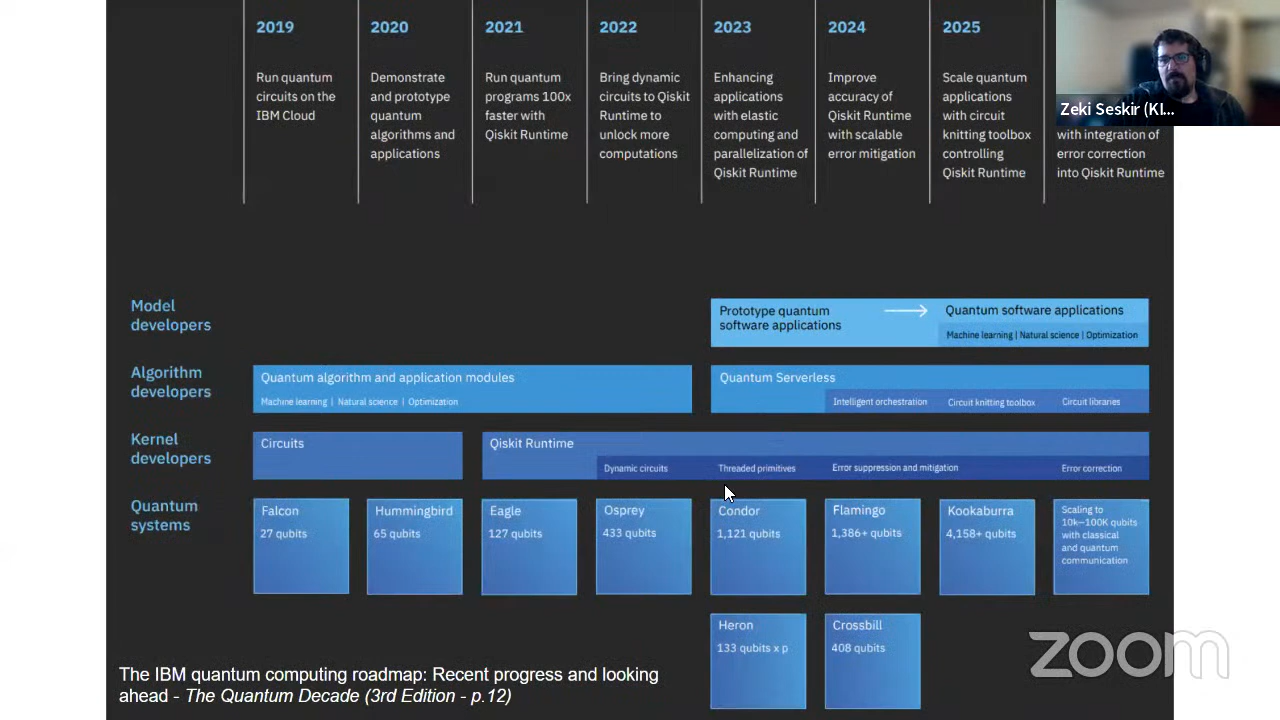 2019
Run quantum
circuits on the
IBM Cloud
2020
Demonstrate
and prototype
quantum
algorithms and
applications
2021
Run quantum
programs 100x
faster with
Qiskit Runtime
2022
Bring dynamic
circuits to Qiskit
Runtime to
unlock more
computations
2023
Enhancing
applications
with elastic
computing and
parallelization of
Qiskit Runtime
2024
Improve
accuracy of
Qiskit Runtime
with scalable
error mitigation
2025
Scale quantum
applications
with circuit
knitting toolbox
controlling
Qiskit Runtime
Zeki Seskir (KI...
with integration of
error correction
into Qiskit Runtime
Model
developers
Prototype quantum
software applications
Quantum software applications
Machine learning | Natural science | Optimization
Algorithm
developers
Quantum algorithm and application modules
Machine learning | Natural science | Optimization
Quantum Serverless
Intelligent orchestration
Circuit knitting toolbox
Circuit libraries
Kernel
developers
Circuits
Qiskit Runtime
Dynamic circuits
Threaded primitives
Error suppression and mitigation
Error correction
Quantum
systems
Falcon
27 qubits
Hummingbird
65 qubits
Eagle
127 qubits
Osprey
433 qubits
Condor
1,121 qubits
Flamingo
1,386+ qubits
Kookaburra
4,158+ qubits
Scaling to
10k–100K qubits
with classical
and quantum
communication
Heron
133 qubits x p
Crossbill
408 qubits
The IBM quantum computing roadmap: Recent progress and looking
ahead - The Quantum Decade (3rd Edition - p.12)
zoom